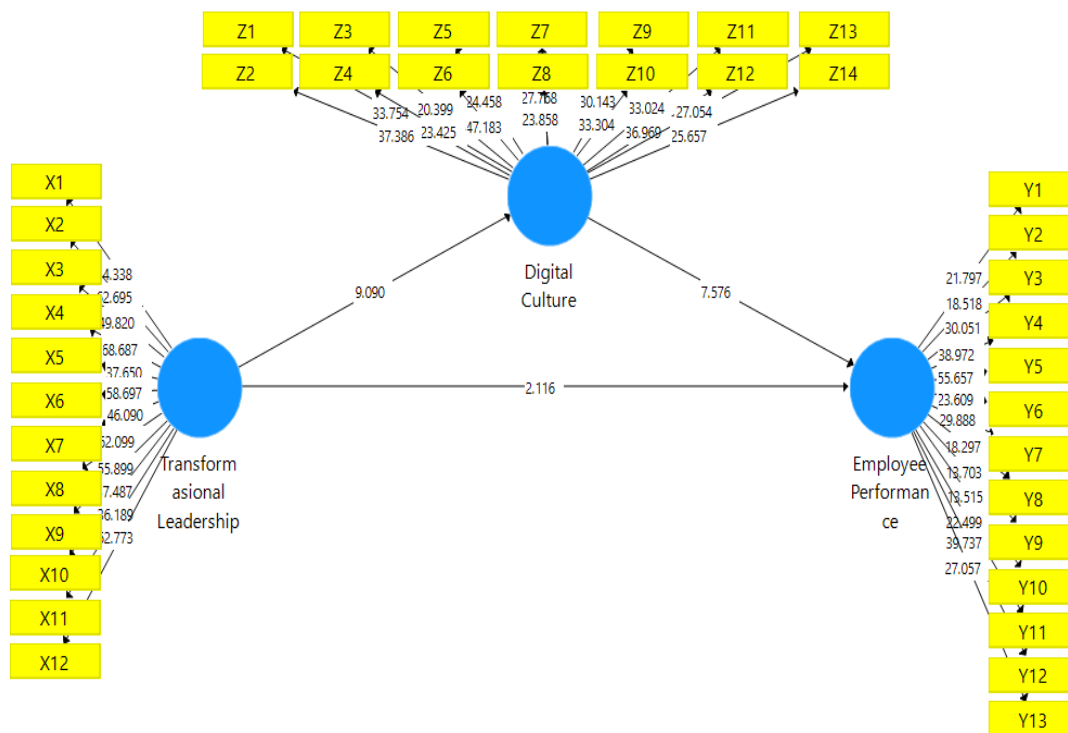 Z1 Z3 Z5 Z7 Z9 Z11 Z13
Z2 Z4 Z6 Z8 Z10 Z12 Z14
33.754 20.399 24.458 27.768 30.143 33.024 27.054
37.386 23.425 47.183 23.858 33.304 36.969 25.657
X1
X2
X3
X4
X5
X6
X7
X8
X9
X10
X11
X12
49.820
37.650
58.697
46.090
55.899
36.189
Transform
asional
Leadership
9.090
Digital
Culture
7.576
2.116
Employee
Performan
ce
21.797
18.518
30.051
38.972
55.657
23.609
29.888
18.297
13.703
13.515
22.499
39.737
27.057
Y1
Y2
Y3
Y4
Y5
Y6
Y7
Y8
Y9
Y10
Y11
Y12
Y13